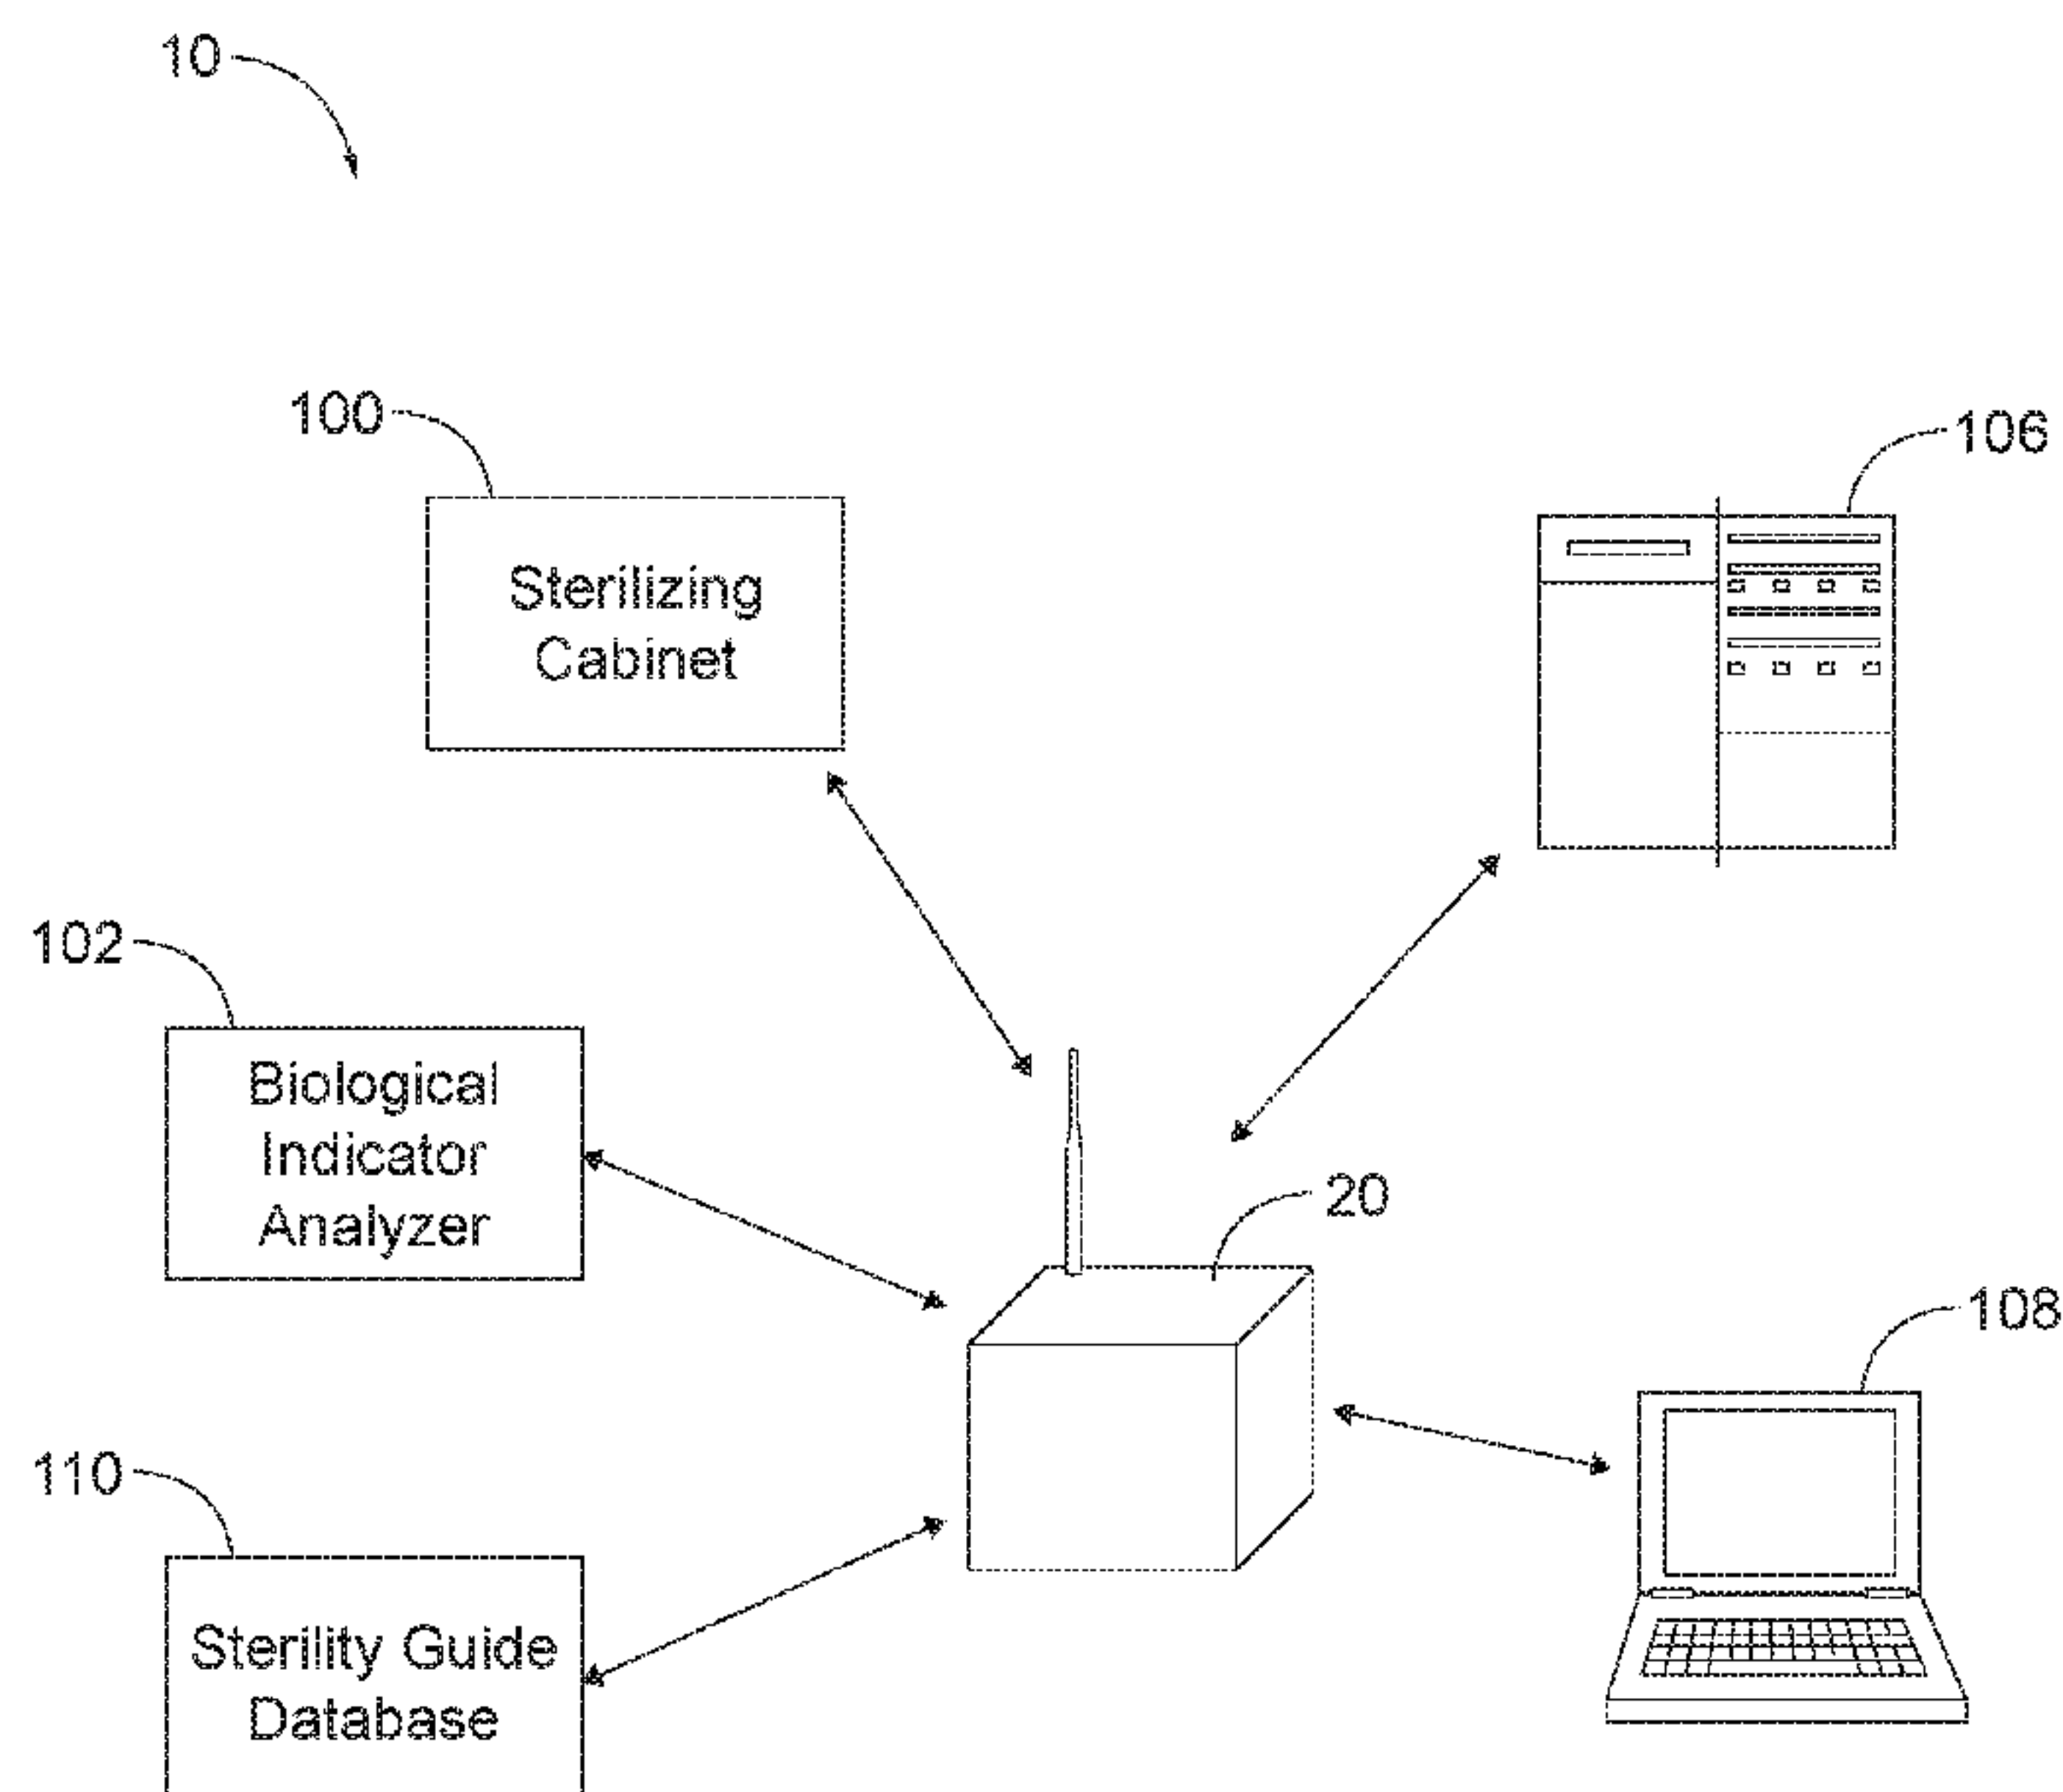 10
100
106
Sterilizing
Cabinet
102
Biological
Indicator
Analyzer
20
108
110
Sterility Guide
Database